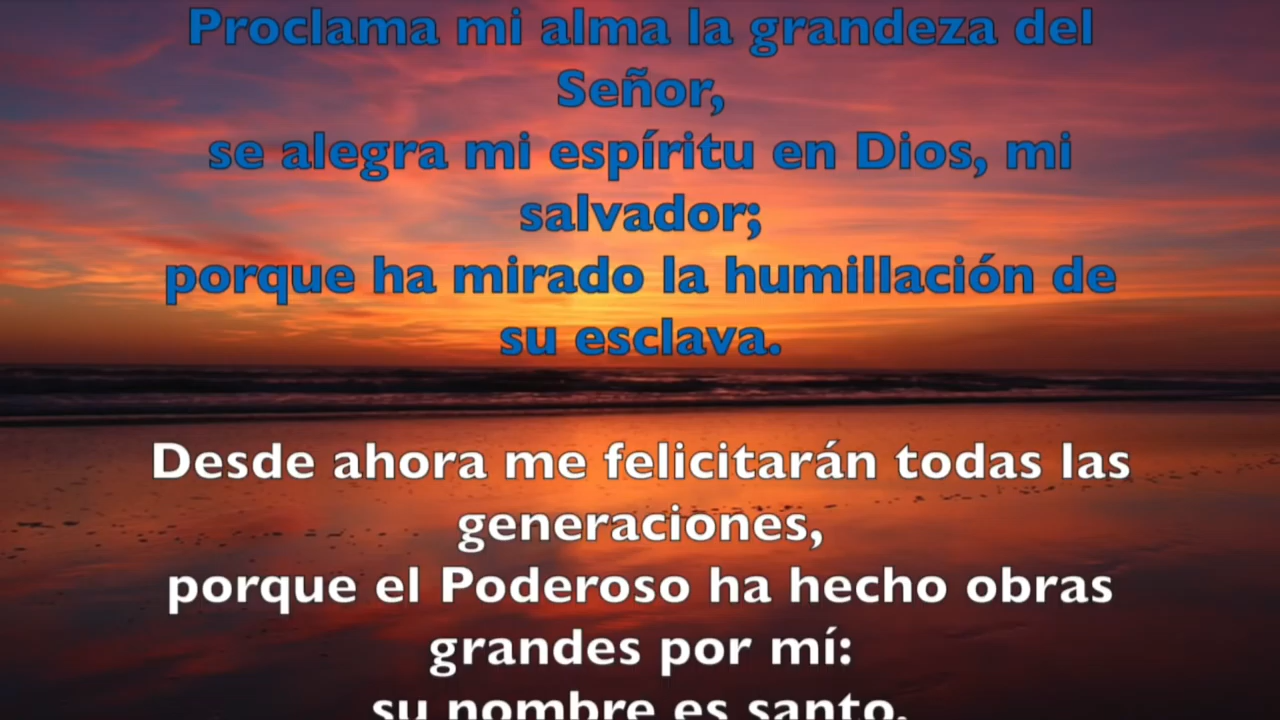 Proclama mi alma la grandeza del
Señor,
se alegra mi espíritu en Dios, mi
salvador;
porque ha mirado la humillación de
su esclava.
Desde ahora me felicitarán todas las
generaciones,
porque el Poderoso ha hecho obras
grandes por mí:
su nombre es santo,